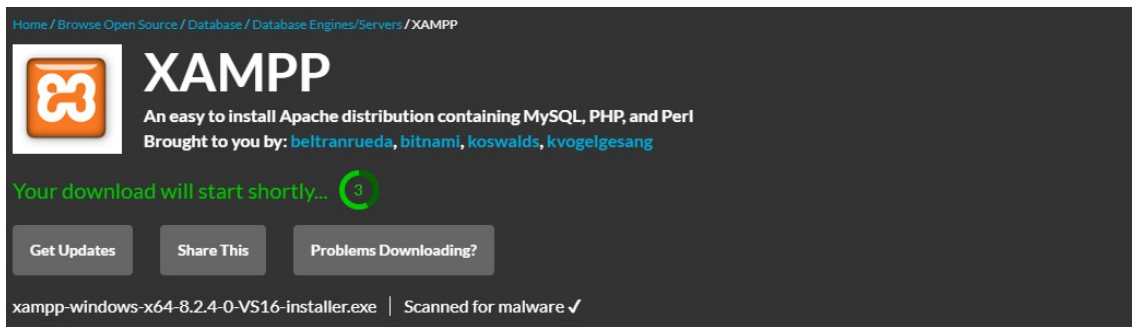 Home / Browse Open Source / Database / Database Engines/Servers / XAMPP
XAMPP
An easy to install Apache distribution containing MySQL, PHP, and Perl
Brought to you by: beltranrueda, bitnami, koswalds, kvogelgesang
Your download will start shortly... 3
Get Updates Share This Problems Downloading?
xampp-windows-x64-8.2.4-0-VS16-installer.exe | Scanned for malware ✓